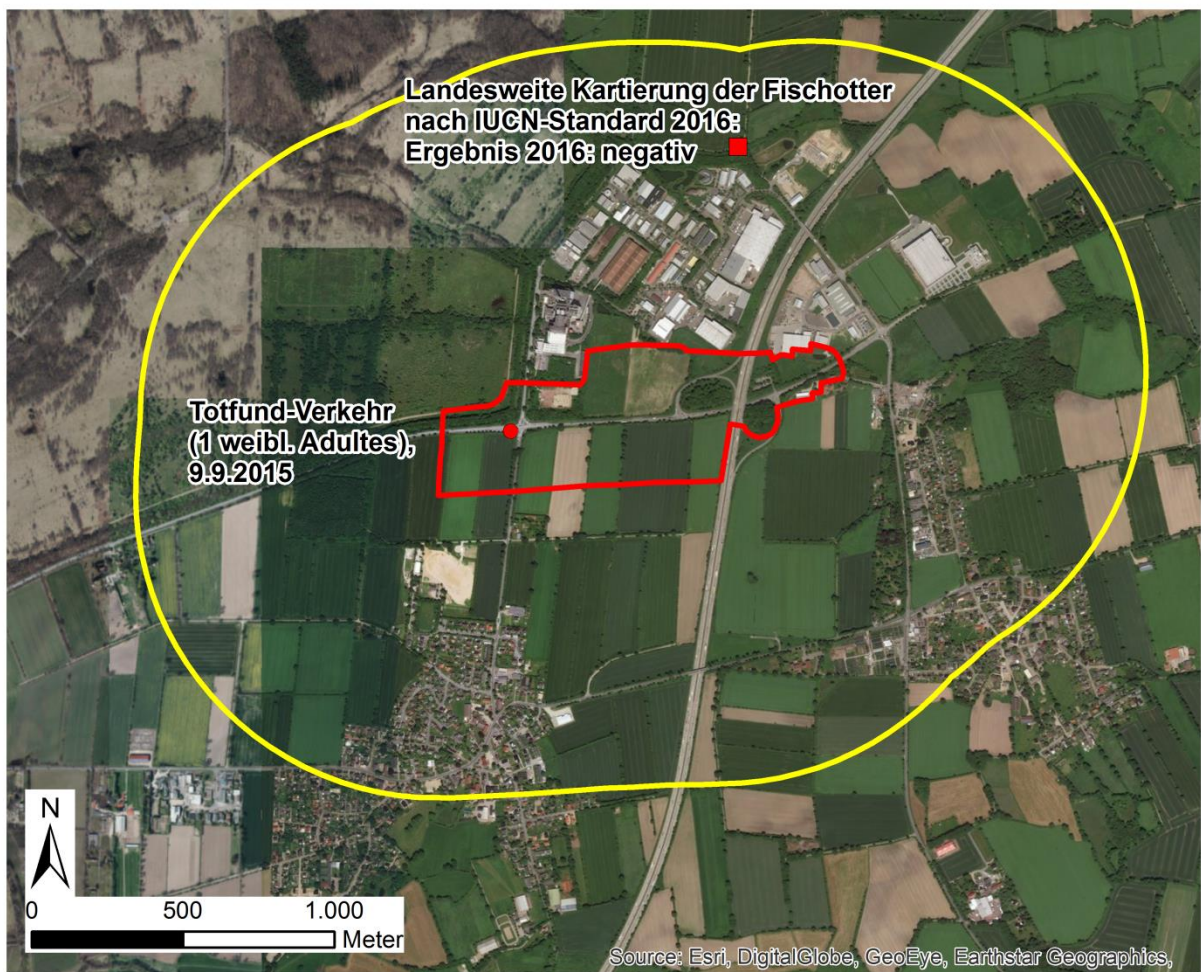 Landesweite Kartierung der Fischotter
nach IUCN-Standard 2016:
Ergebnis 2016: negativ
Totfund-Verkehr
(1 weibl. Adultes),
9.9.2015
N
0 500 1.000
Meter
Source: Esri, DigitalGlobe, GeoEye, Earthstar Geographics,